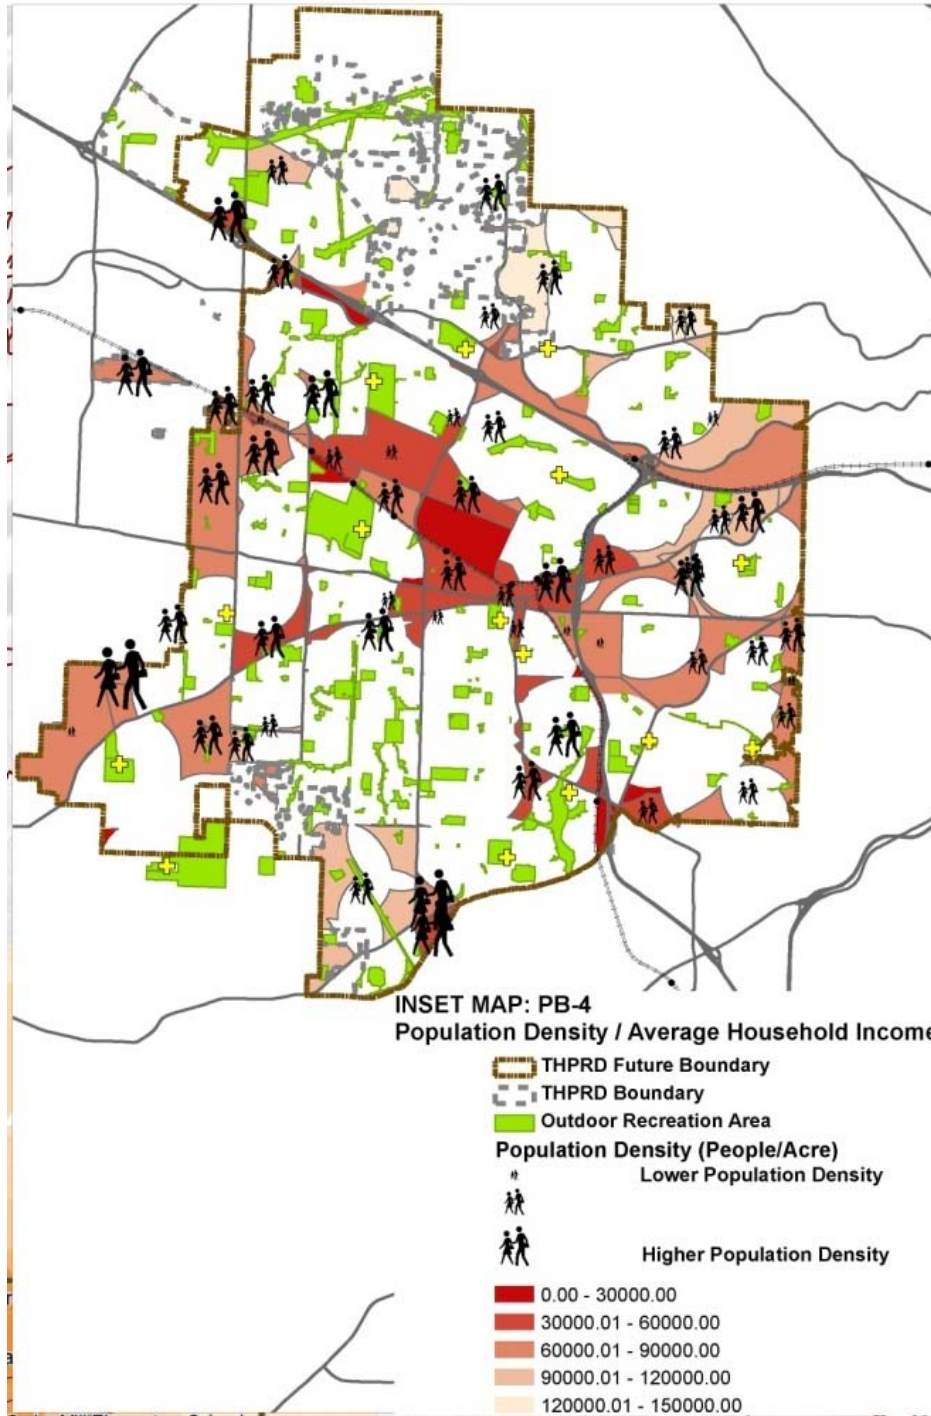 INSET MAP: PB-4
Population Density / Average Household Income
THPRD Future Boundary
THPRD Boundary
Outdoor Recreation Area
Population Density (People/Acre)
Lower Population Density
Higher Population Density
0.00 - 30000.00
30000.01 - 60000.00
60000.01 - 90000.00
90000.01 - 120000.00
120000.01 - 150000.00